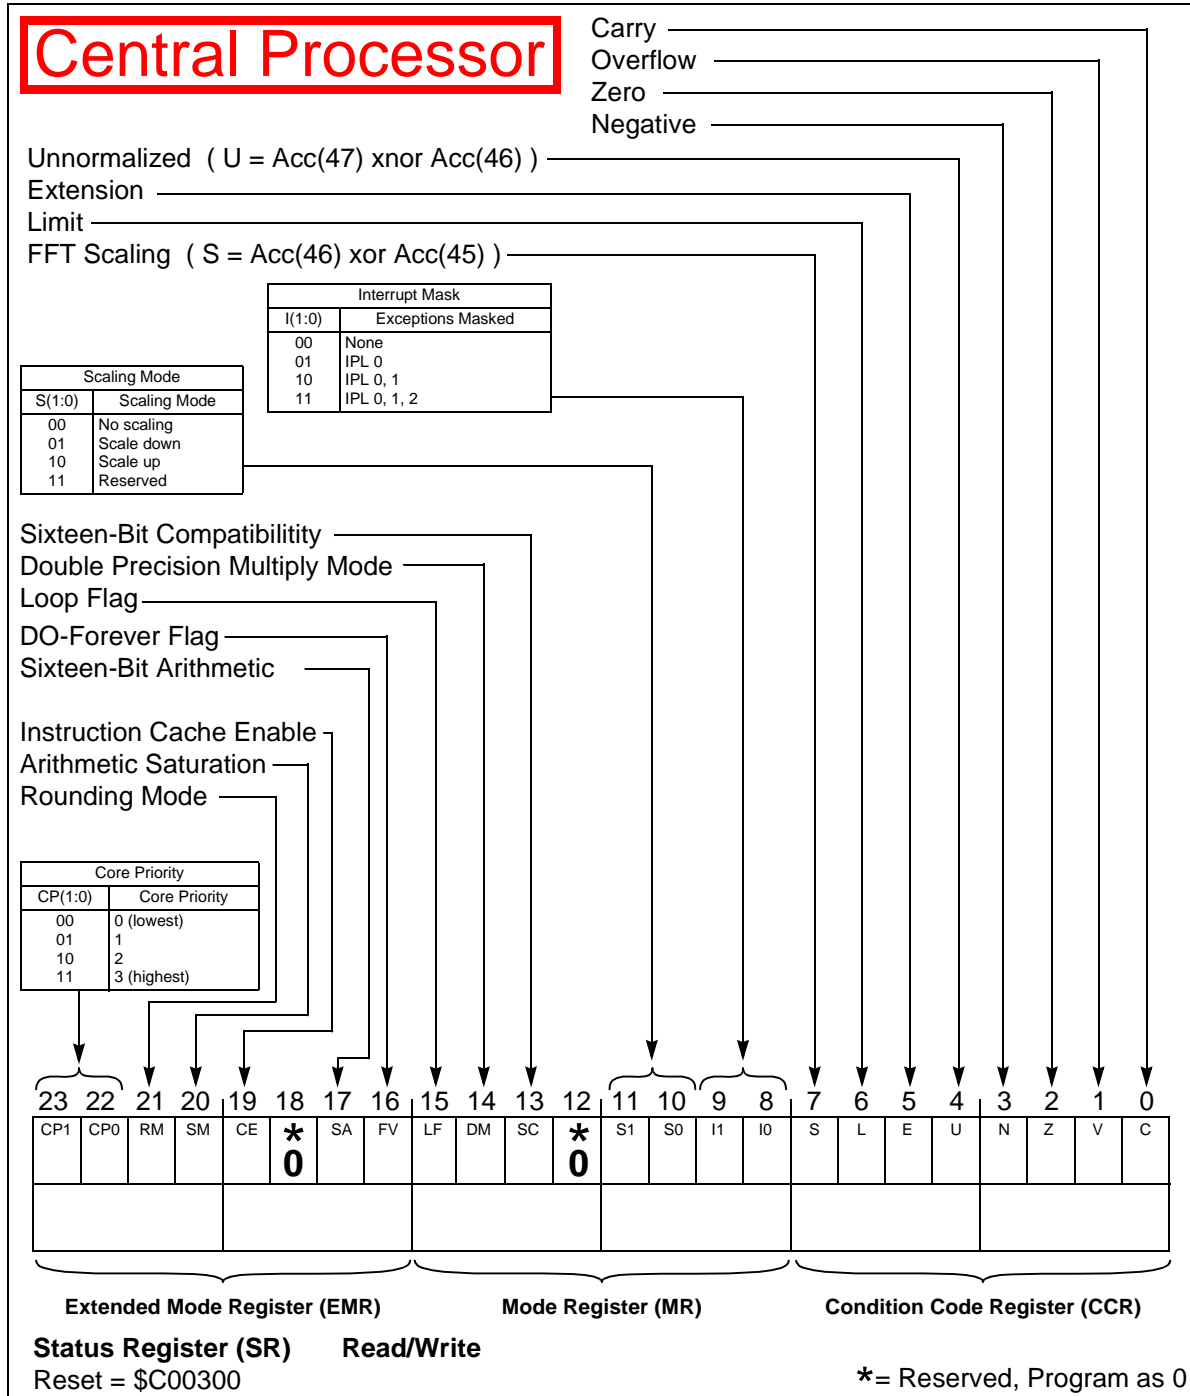 Central Processor
Carry
Overflow
Zero
Negative
Unnormalized ( U = Acc(47) xnor Acc(46) )
Extension
Limit
FFT Scaling ( S = Acc(46) xor Acc(45) )
Interrupt Mask
I(1:0) Exceptions Masked
00 None
01 IPL 0
10 IPL 0, 1
11 IPL 0, 1, 2
Scaling Mode
S(1:0) Scaling Mode
00 No scaling
01 Scale down
10 Scale up
11 Reserved
Sixteen-Bit Compatibilitity
Double Precision Multiply Mode
Loop Flag
DO-Forever Flag
Sixteen-Bit Arithmetic
Instruction Cache Enable
Arithmetic Saturation
Rounding Mode
Core Priority
CP(1:0) Core Priority
00 0 (lowest)
01 1
10 2
11 3 (highest)
23 22 21 20 19 18 17 16 15 14 13 12 11 10 9 8 7 6 5 4 3 2 1 0
CP1 CP0 RM SM CE * SA FV LF DM SC * S1 S0 I1 I0 S L E U N Z V C
0 0
Extended Mode Register (EMR) Mode Register (MR) Condition Code Register (CCR)
Status Register (SR) Read/Write
Reset = $C00300
*= Reserved, Program as 0